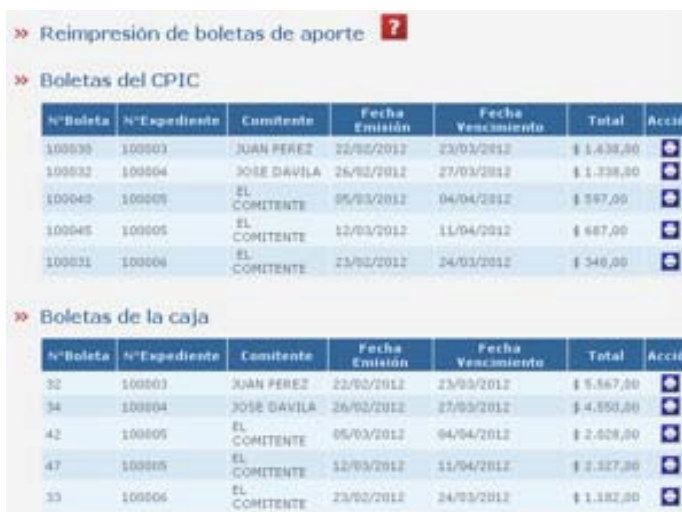 » Reimpresión de boletas de aporte ?
» Boletas del CPIC
NºBoleta NºExpediente Comitente Fecha Emisión Fecha Vencimiento Total Acció
100030 100003 JUAN PEREZ 22/02/2012 23/03/2012 $ 1.438,00
100032 100004 JOSE DAVILA 26/02/2012 27/03/2012 $ 1.338,00
100040 100005 EL COMITENTE 05/03/2012 04/04/2012 $ 597,00
100045 100005 EL COMITENTE 12/03/2012 11/04/2012 $ 687,00
100031 100006 EL COMITENTE 23/02/2012 24/03/2012 $ 348,00
» Boletas de la caja
NºBoleta NºExpediente Comitente Fecha Emisión Fecha Vencimiento Total Acció
32 100003 JUAN PEREZ 22/02/2012 23/03/2012 $ 5.567,00
34 100004 JOSE DAVILA 26/02/2012 27/03/2012 $ 4.550,00
42 100005 EL COMITENTE 05/03/2012 04/04/2012 $ 2.028,00
47 100005 EL COMITENTE 12/03/2012 11/04/2012 $ 2.327,00
33 100006 EL COMITENTE 23/02/2012 24/03/2012 $ 1.182,00